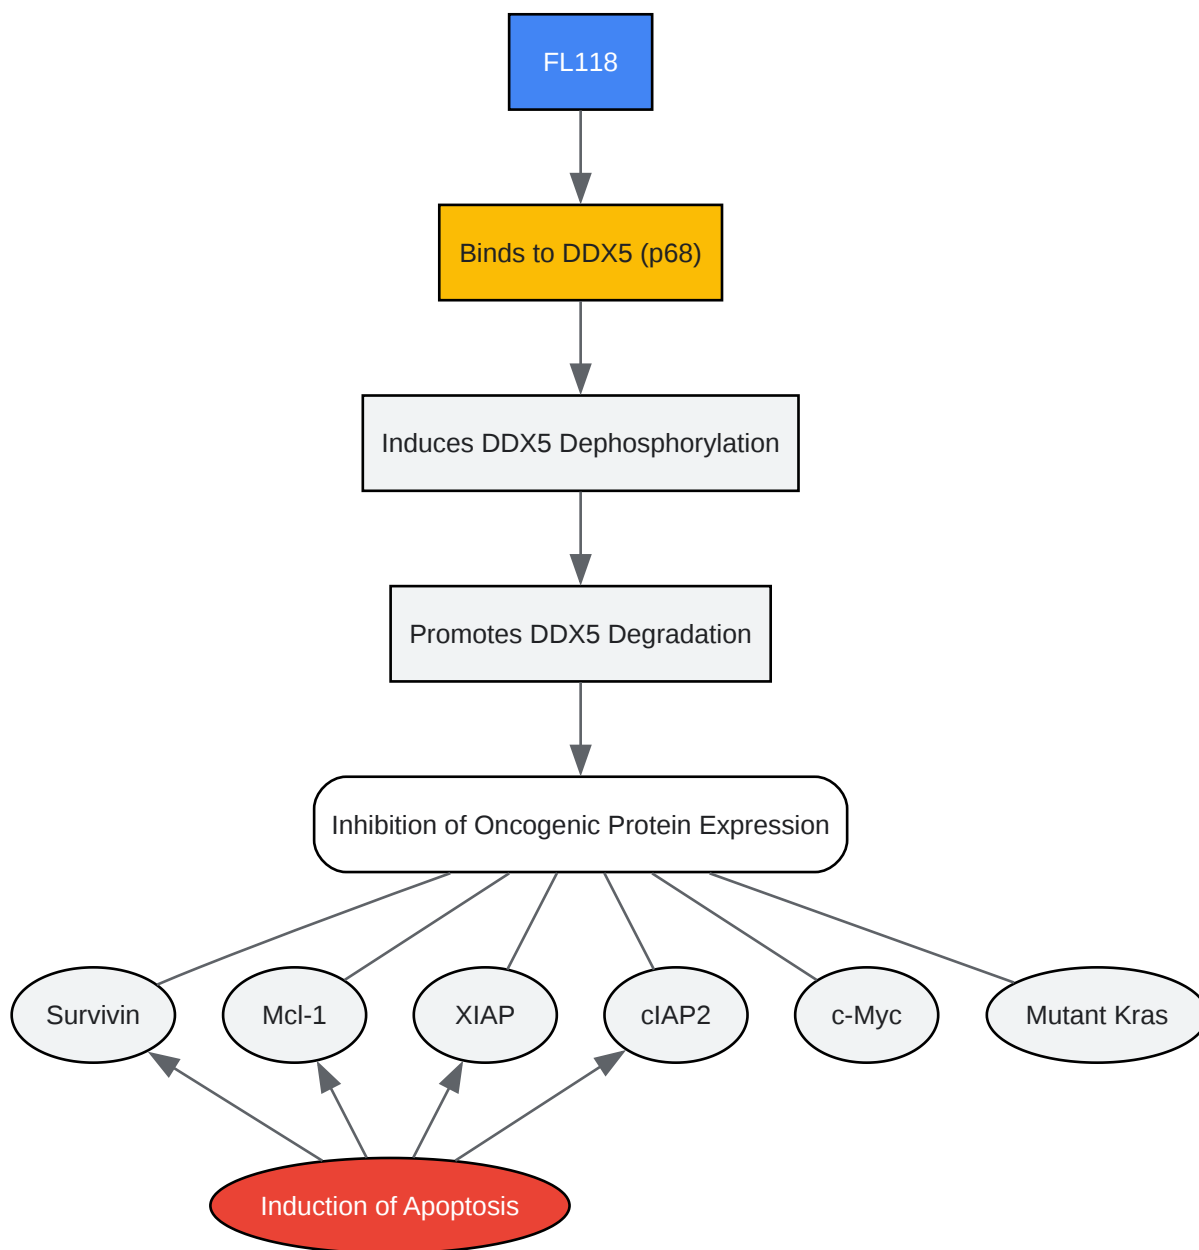 FL118
Binds to DDX5 (p68)
Induces DDX5 Dephosphorylation
Promotes DDX5 Degradation
Inhibition of Oncogenic Protein Expression
Survivin
Mcl-1
XIAP
cIAP2
c-Myc
Mutant Kras
Induction of Apoptosis